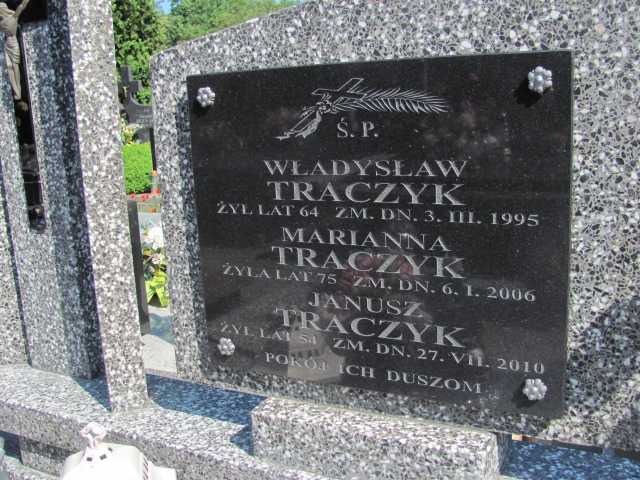 Ś. P.
WŁADYSŁAW
TRACZYK
ŻYŁ LAT 64 ZM. DN. 3. III. 1995
MARIANNA
TRACZYK
ŻYŁA LAT 75 ZM. DN. 6. I. 2006
JANUSZ
TRACZYK
ŻYŁ LAT 54 ZM. DN. 27. VII. 2010
POKÓJ ICH DUSZOM